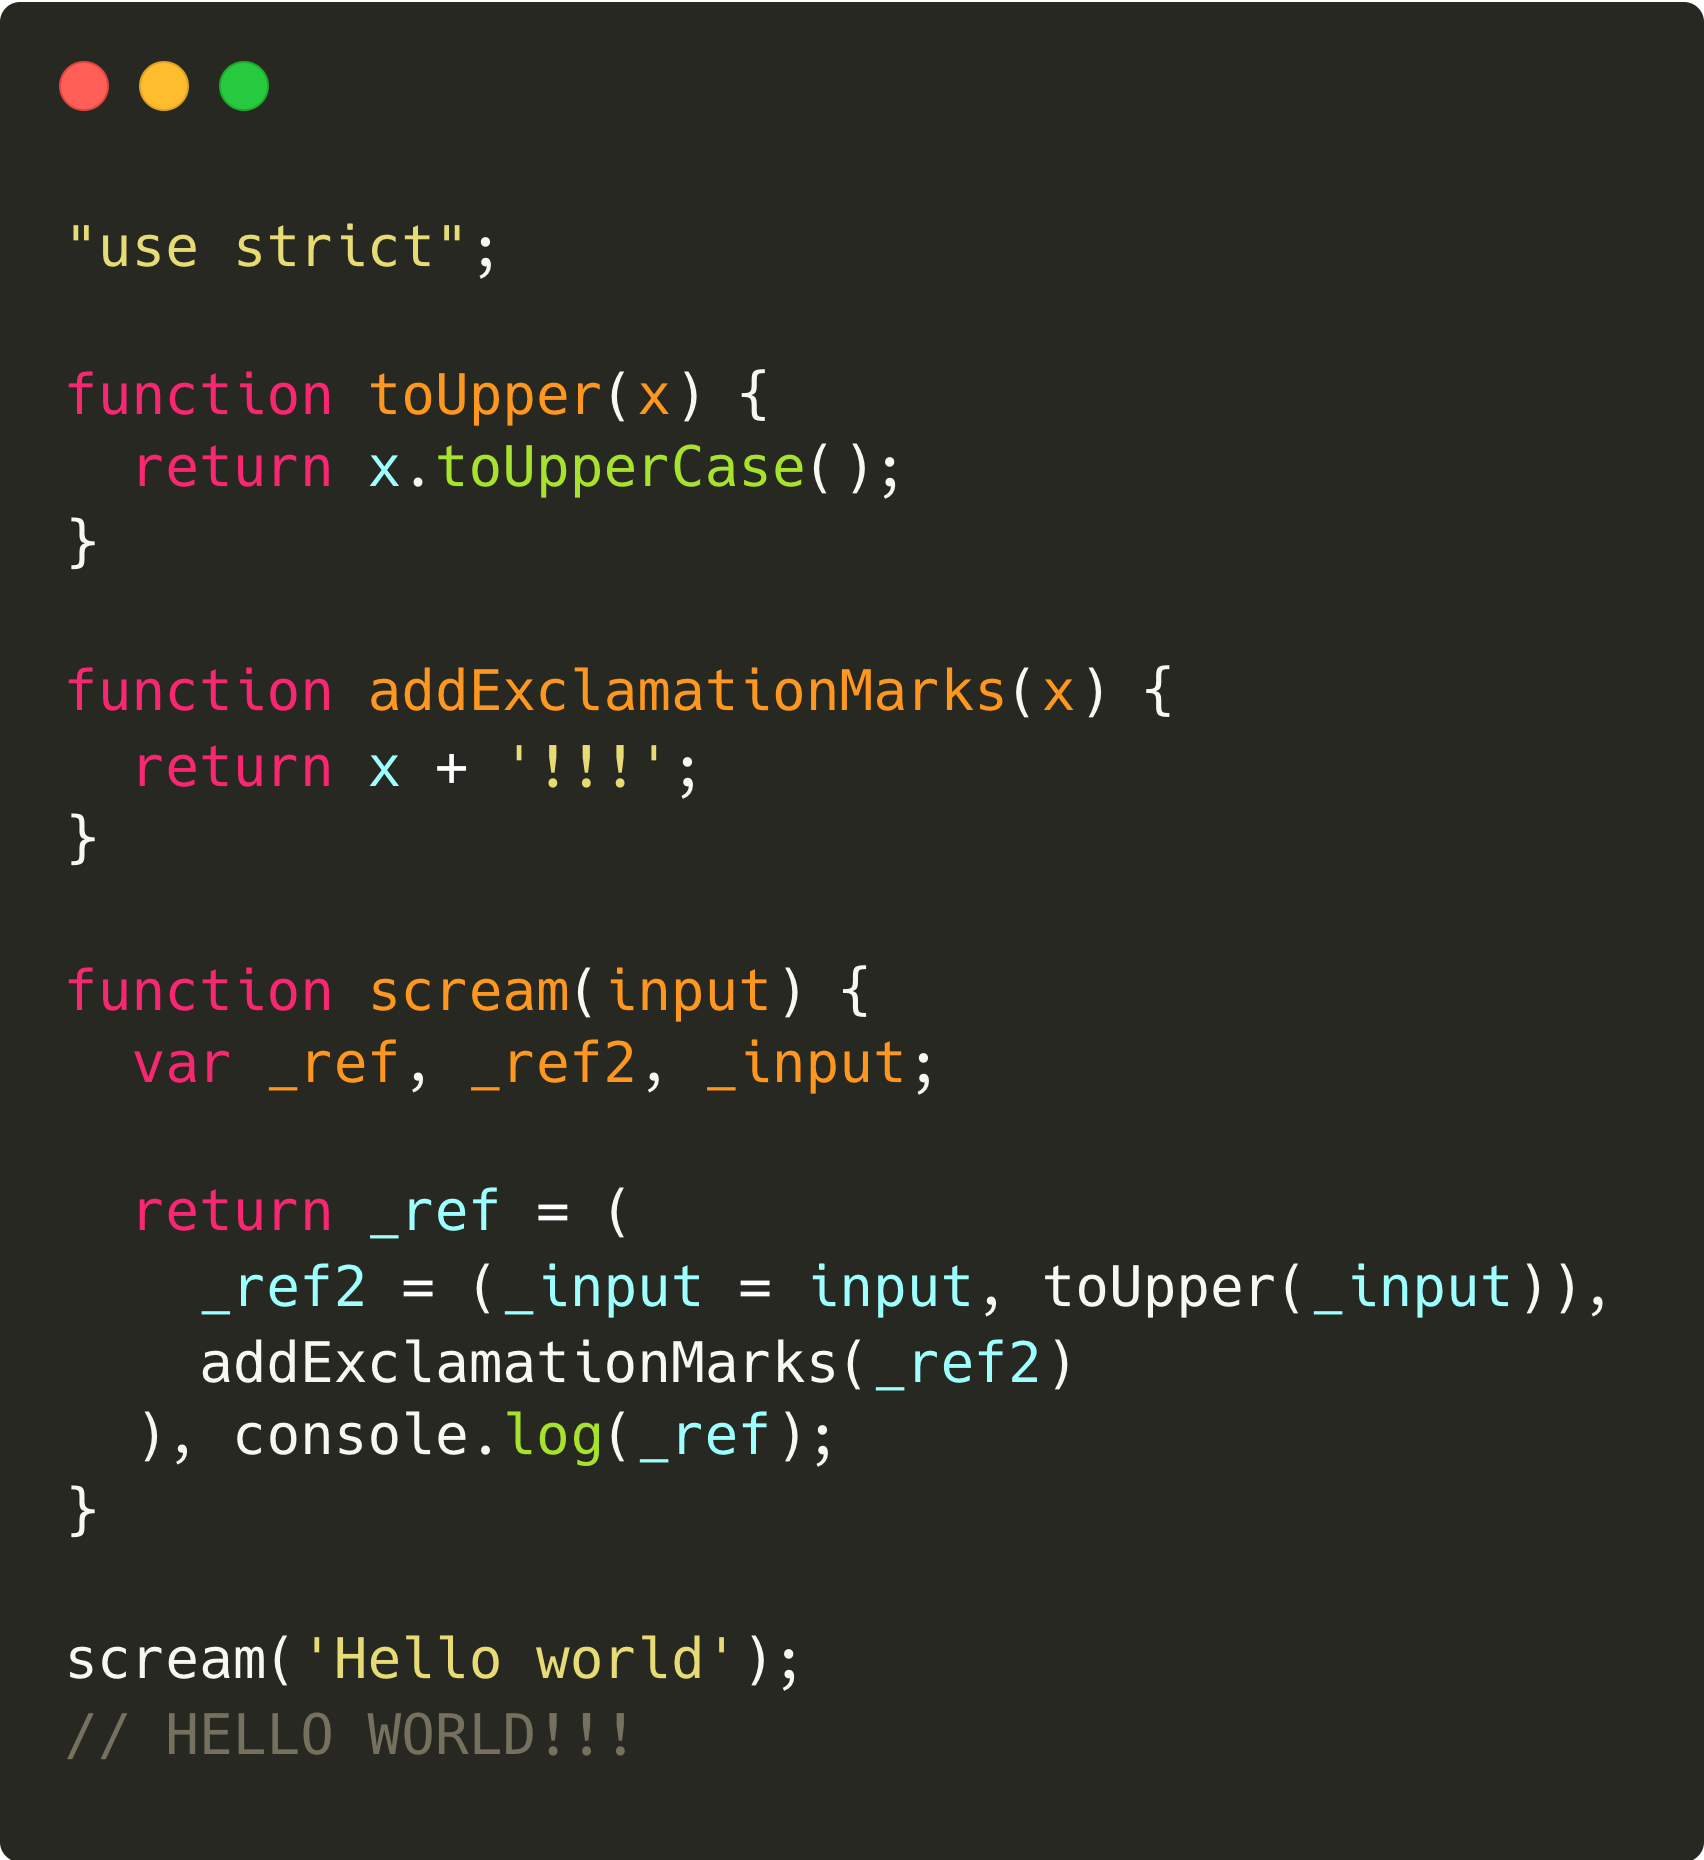 "use strict";

function toUpper(x) {
  return x.toUpperCase();
}

function addExclamationMarks(x) {
  return x + '!!!';
}

function scream(input) {
  var _ref, _ref2, _input;

  return _ref = (
    _ref2 = (_input = input, toUpper(_input)),
    addExclamationMarks(_ref2)
  ), console.log(_ref);
}

scream('Hello world');
// HELLO WORLD!!!